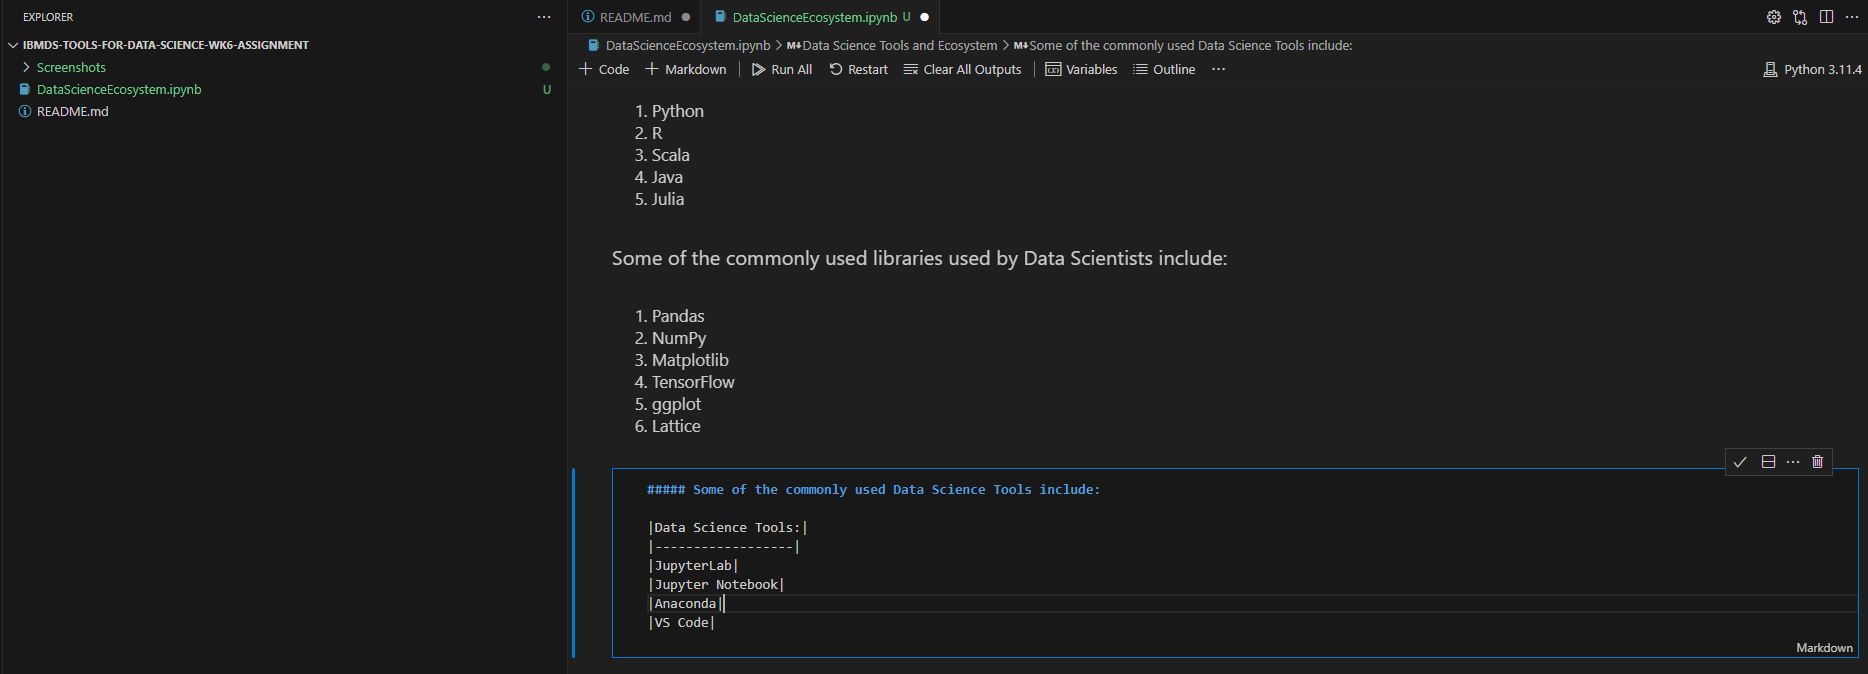 EXPLORER
IBMDS-TOOLS-FOR-DATA-SCIENCE-WK6-ASSIGNMENT
Screenshots
DataScienceEcosystem.ipynb U
README.md
README.md
DataScienceEcosystem.ipynb U
DataScienceEcosystem.ipynb > M↓Data Science Tools and Ecosystem > M↓Some of the commonly used Data Science Tools include:
+ Code + Markdown | Run All Restart Clear All Outputs | Variables Outline ...
Python 3.11.4
1. Python
2. R
3. Scala
4. Java
5. Julia
Some of the commonly used libraries used by Data Scientists include:
1. Pandas
2. NumPy
3. Matplotlib
4. TensorFlow
5. ggplot
6. Lattice
##### Some of the commonly used Data Science Tools include:
|Data Science Tools:|
|------------------|
|JupyterLab|
|Jupyter Notebook|
|Anaconda|
|VS Code|
Markdown